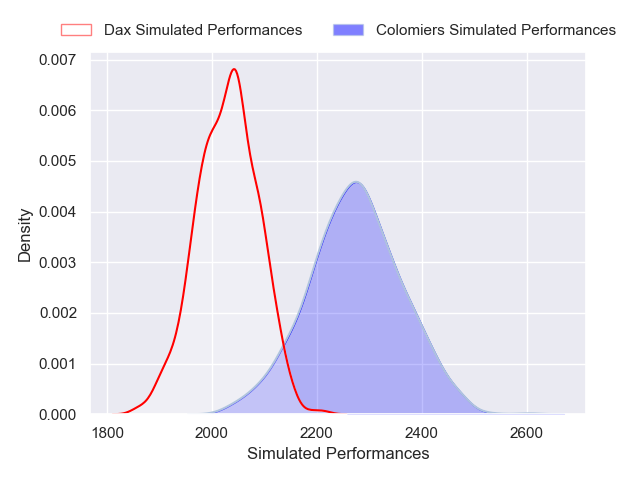 Dax Simulated Performances Colomiers Simulated Performances
0.007
0.006
0.005
0.004
0.003
0.002
0.001
0.000
Density
1800 2000 2200 2400 2600
Simulated Performances